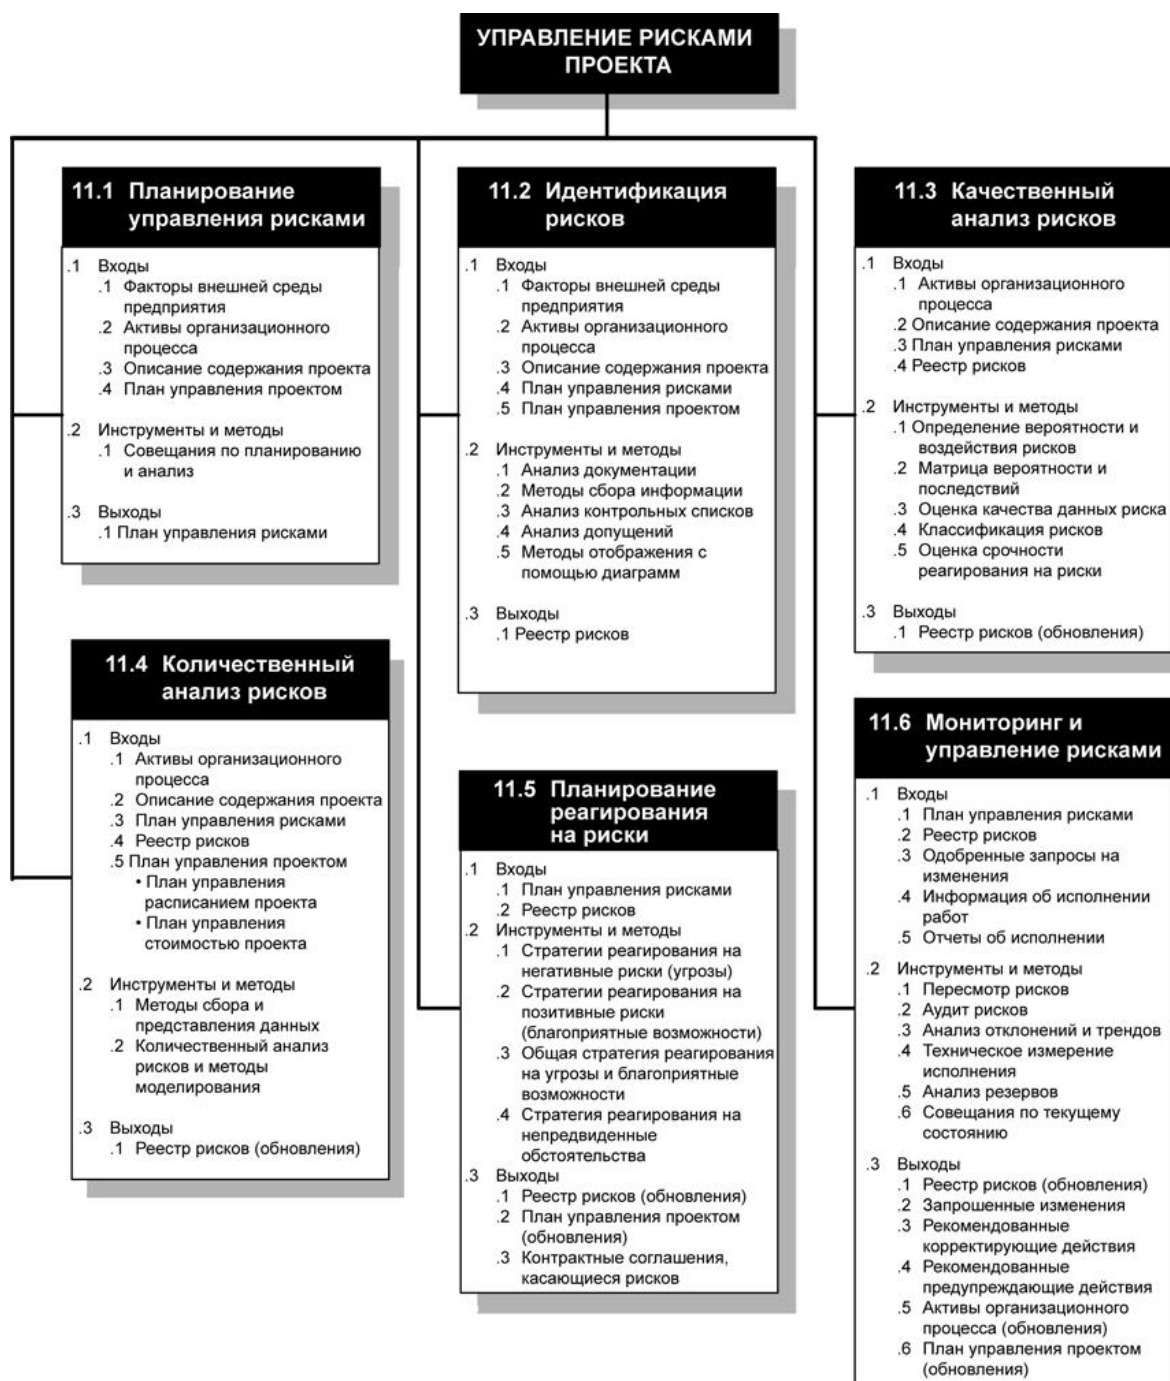 УПРАВЛЕНИЕ РИСКАМИ
ПРОЕКТА
11.1 Планирование
управления рисками
.1 Входы
.1 Факторы внешней среды
предприятия
.2 Активы организационного
процесса
.3 Описание содержания проекта
.4 План управления проектом
.2 Инструменты и методы
.1 Совещания по планированию
и анализ
.3 Выходы
.1 План управления рисками
11.2 Идентификация
рисков
.1 Входы
.1 Факторы внешней среды
предприятия
.2 Активы организационного
процесса
.3 Описание содержания проекта
.4 План управления рисками
.5 План управления проектом
.2 Инструменты и методы
.1 Анализ документации
.2 Методы сбора информации
.3 Анализ контрольных списков
.4 Анализ допущений
.5 Методы отображения с
помощью диаграмм
.3 Выходы
.1 Реестр рисков
11.3 Качественный
анализ рисков
.1 Входы
.1 Активы организационного
процесса
.2 Описание содержания проекта
.3 План управления рисками
.4 Реестр рисков
.2 Инструменты и методы
.1 Определение вероятности и
воздействия рисков
.2 Матрица вероятности и
последствий
.3 Оценка качества данных риска
.4 Классификация рисков
.5 Оценка срочности
реагирования на риски
.3 Выходы
.1 Реестр рисков (обновления)
11.4 Количественный
анализ рисков
.1 Входы
.1 Активы организационного
процесса
.2 Описание содержания проекта
.3 План управления рисками
.4 Реестр рисков
.5 План управления проектом
• План управления
расписанием проекта
• План управления
стоимостью проекта
.2 Инструменты и методы
.1 Методы сбора и
представления данных
.2 Количественный анализ
рисков и методы
моделирования
.3 Выходы
.1 Реестр рисков (обновления)
11.5 Планирование
реагирования
на риски
.1 Входы
.1 План управления рисками
.2 Реестр рисков
.2 Инструменты и методы
.1 Стратегии реагирования на
негативные риски (угрозы)
.2 Стратегии реагирования на
позитивные риски
(благоприятные возможности)
.3 Общая стратегия реагирования
на угрозы и благоприятные
возможности
.4 Стратегия реагирования на
непредвиденные
обстоятельства
.3 Выходы
.1 Реестр рисков (обновления)
.2 План управления проектом
(обновления)
.3 Контрактные соглашения,
касающиеся рисков
11.6 Мониторинг и
управление рисками
.1 Входы
.1 План управления рисками
.2 Реестр рисков
.3 Одобренные запросы на
изменения
.4 Информация об исполнении
работ
.5 Отчеты об исполнении
.2 Инструменты и методы
.1 Пересмотр рисков
.2 Аудит рисков
.3 Анализ отклонений и трендов
.4 Техническое измерение
исполнения
.5 Анализ резервов
.6 Совещания по текущему
состоянию
.3 Выходы
.1 Реестр рисков (обновления)
.2 Запрошенные изменения
.3 Рекомендованные
корректирующие действия
.4 Рекомендованные
предупреждающие действия
.5 Активы организационного
процесса (обновления)
.6 План управления проектом
(обновления)